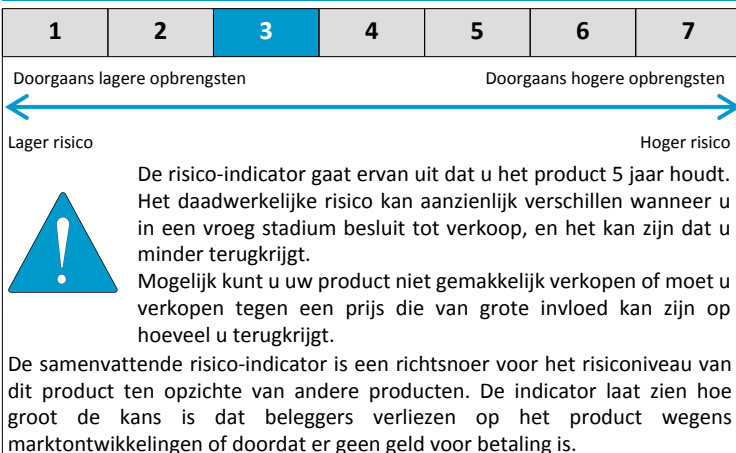 1 2 3 4 5 6 7
Doorgaans lagere opbrengsten Doorgaans hogere opbrengsten
Lager risico Hoger risico
De risico-indicator gaat ervan uit dat u het product 5 jaar houdt.
Het daadwerkelijke risico kan aanzienlijk verschillen wanneer u
in een vroeg stadium besluit tot verkoop, en het kan zijn dat u
minder terugkrijgt.
Mogelijk kunt u uw product niet gemakkelijk verkopen of moet u
verkopen tegen een prijs die van grote invloed kan zijn op
hoeveel u terugkrijgt.
De samenvattende risico-indicator is een richtsnoer voor het risiconiveau van
dit product ten opzichte van andere producten. De indicator laat zien hoe
groot de kans is dat beleggers verliezen op het product wegens
marktontwikkelingen of doordat er geen geld voor betaling is.